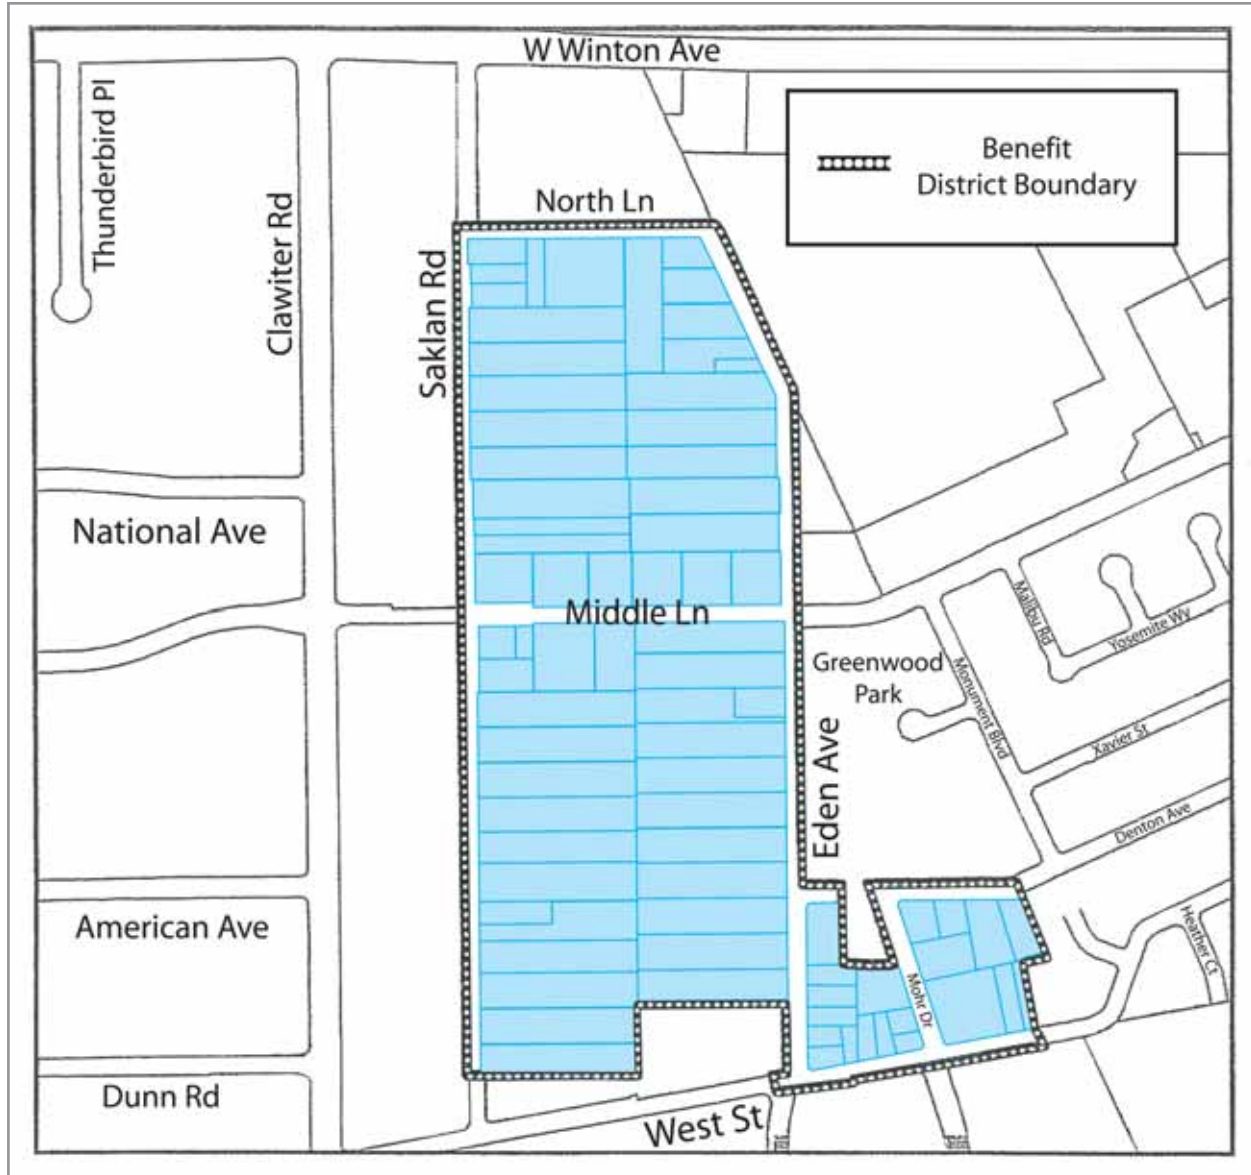 W Winton Ave
Thunderbird Pl
Clawiter Rd
Benefit
District Boundary
North Ln
Saklan Rd
National Ave
Middle Ln
Malibu Rd
Yosemite Wy
Greenwood
Park
Monument Blvd
Xavier St
Eden Ave
Denton Ave
American Ave
Heather Ct
Mohr Dr
Dunn Rd
West St